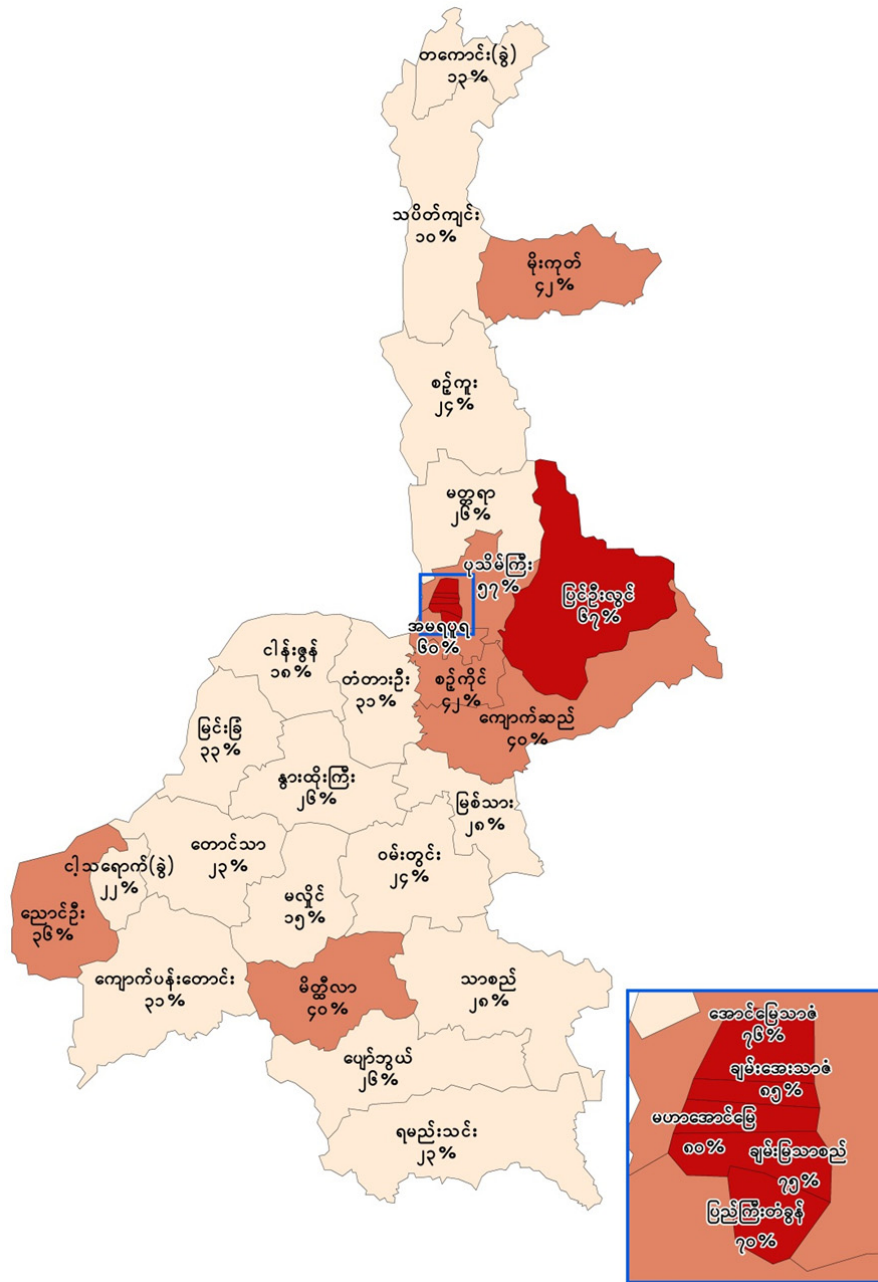 တကောင်း(ခွဲ)
၁၃%
သပိတ်ကျင်း
၁၀%
မိုးကုတ်
၄၂%
စဉ့်ကူး
၂၄%
မတ္တရာ
၂၆%
ပုသိမ်ကြီး
၅၇%
ပြင်ဦးလွင်
၆၇%
အမရပူရ
၆၀%
ငါန်းဇွန်
၁၈%
တံတားဦး
၃၁%
စဉ့်ကိုင်
၄၂%
ကျောက်ဆည်
၄၀%
မြင်းခြံ
၃၃%
နွားထိုးကြီး
၂၆%
မြစ်သား
၂၈%
တောင်သာ
၂၃%
ဝမ်းတွင်း
၂၄%
ငါ့သရောက်(ခွဲ)
၂၂%
မလှိုင်
၁၅%
ညောင်ဦး
၃၆%
ကျောက်ပန်းတောင်း
၃၁%
မိတ္ထီလာ
၄၀%
သာစည်
၂၈%
ပျော်ဘွယ်
၂၆%
ရမည်းသင်း
၂၃%
အောင်မြေသာဇံ
၇၆%
ချမ်းအေးသာဇံ
၈၅%
မဟာအောင်မြေ
၈၀%
ချမ်းမြသာစည်
၇၅%
ပြည်ကြီးတံခွန်
၇၀%